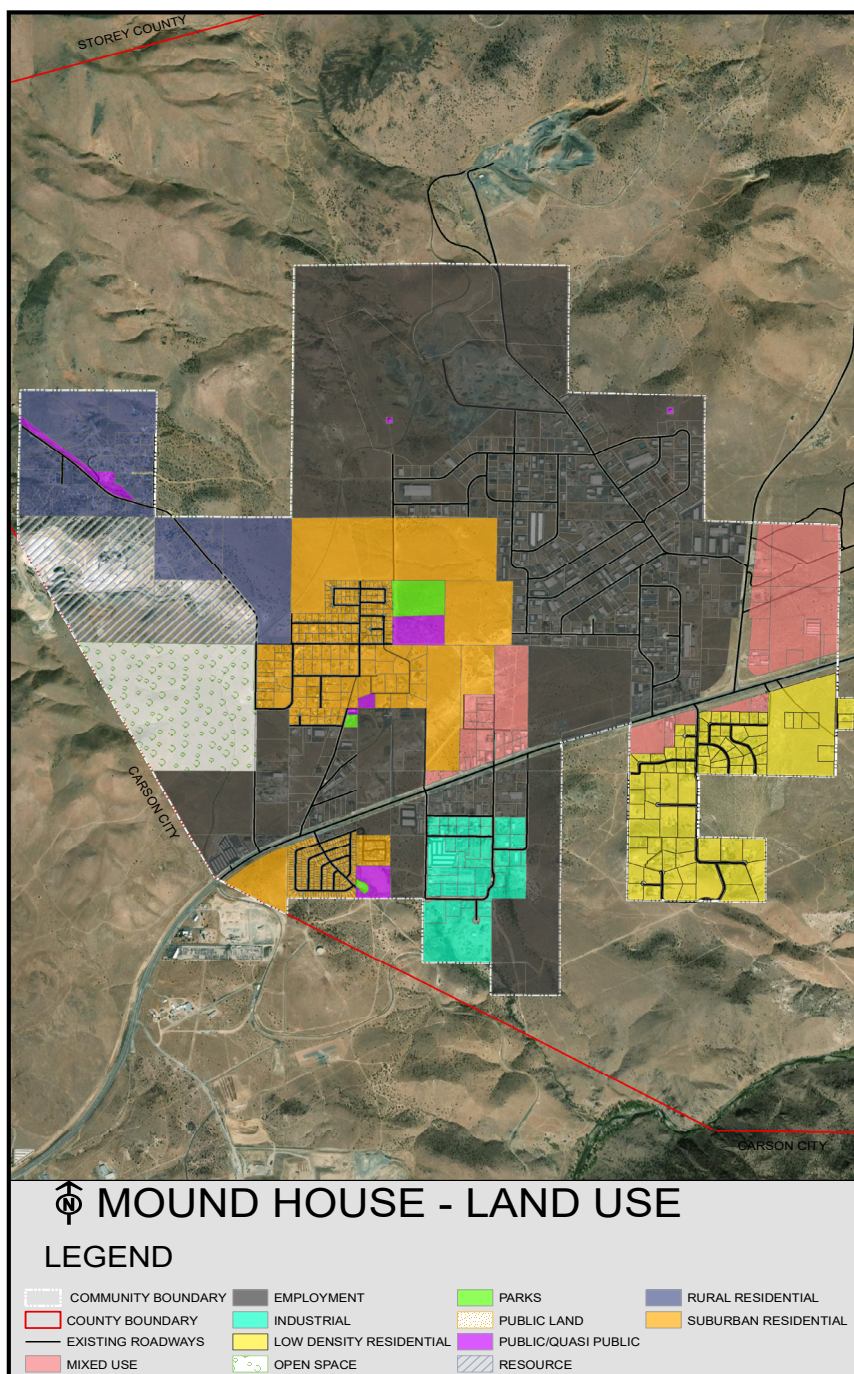 STOREY COUNTY
CARSON CITY
CARSON CITY
N
MOUND HOUSE - LAND USE
LEGEND
COMMUNITY BOUNDARY
COUNTY BOUNDARY
EXISTING ROADWAYS
MIXED USE
EMPLOYMENT
INDUSTRIAL
LOW DENSITY RESIDENTIAL
OPEN SPACE
PARKS
PUBLIC LAND
PUBLIC/QUASI PUBLIC
RESOURCE
RURAL RESIDENTIAL
SUBURBAN RESIDENTIAL